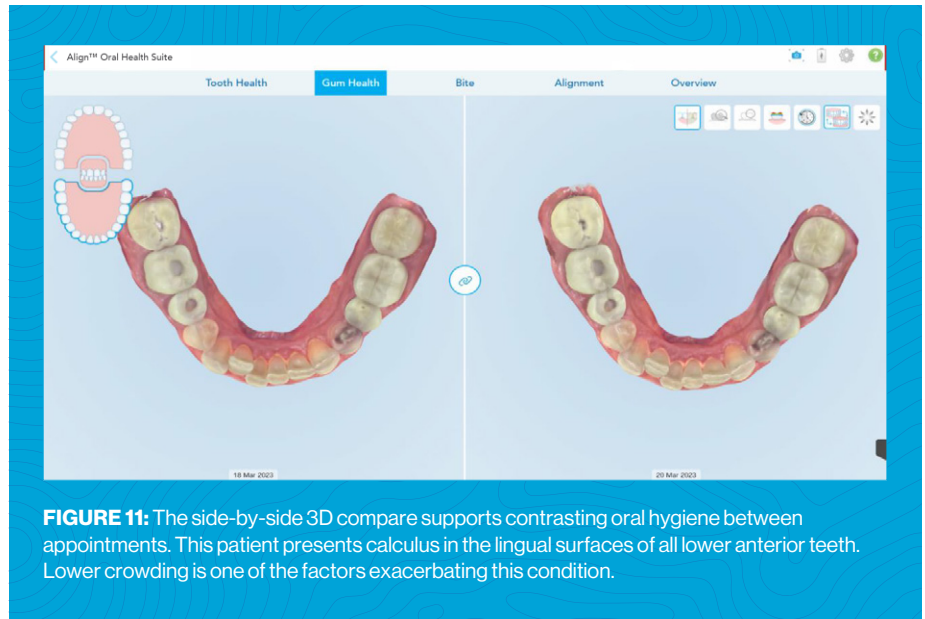 Align™ Oral Health Suite
?
Tooth Health Gum Health Bite Alignment Overview
18 Mar 2023 20 Mar 2023
FIGURE 11: The side-by-side 3D compare supports contrasting oral hygiene between
appointments. This patient presents calculus in the lingual surfaces of all lower anterior teeth.
Lower crowding is one of the factors exacerbating this condition.